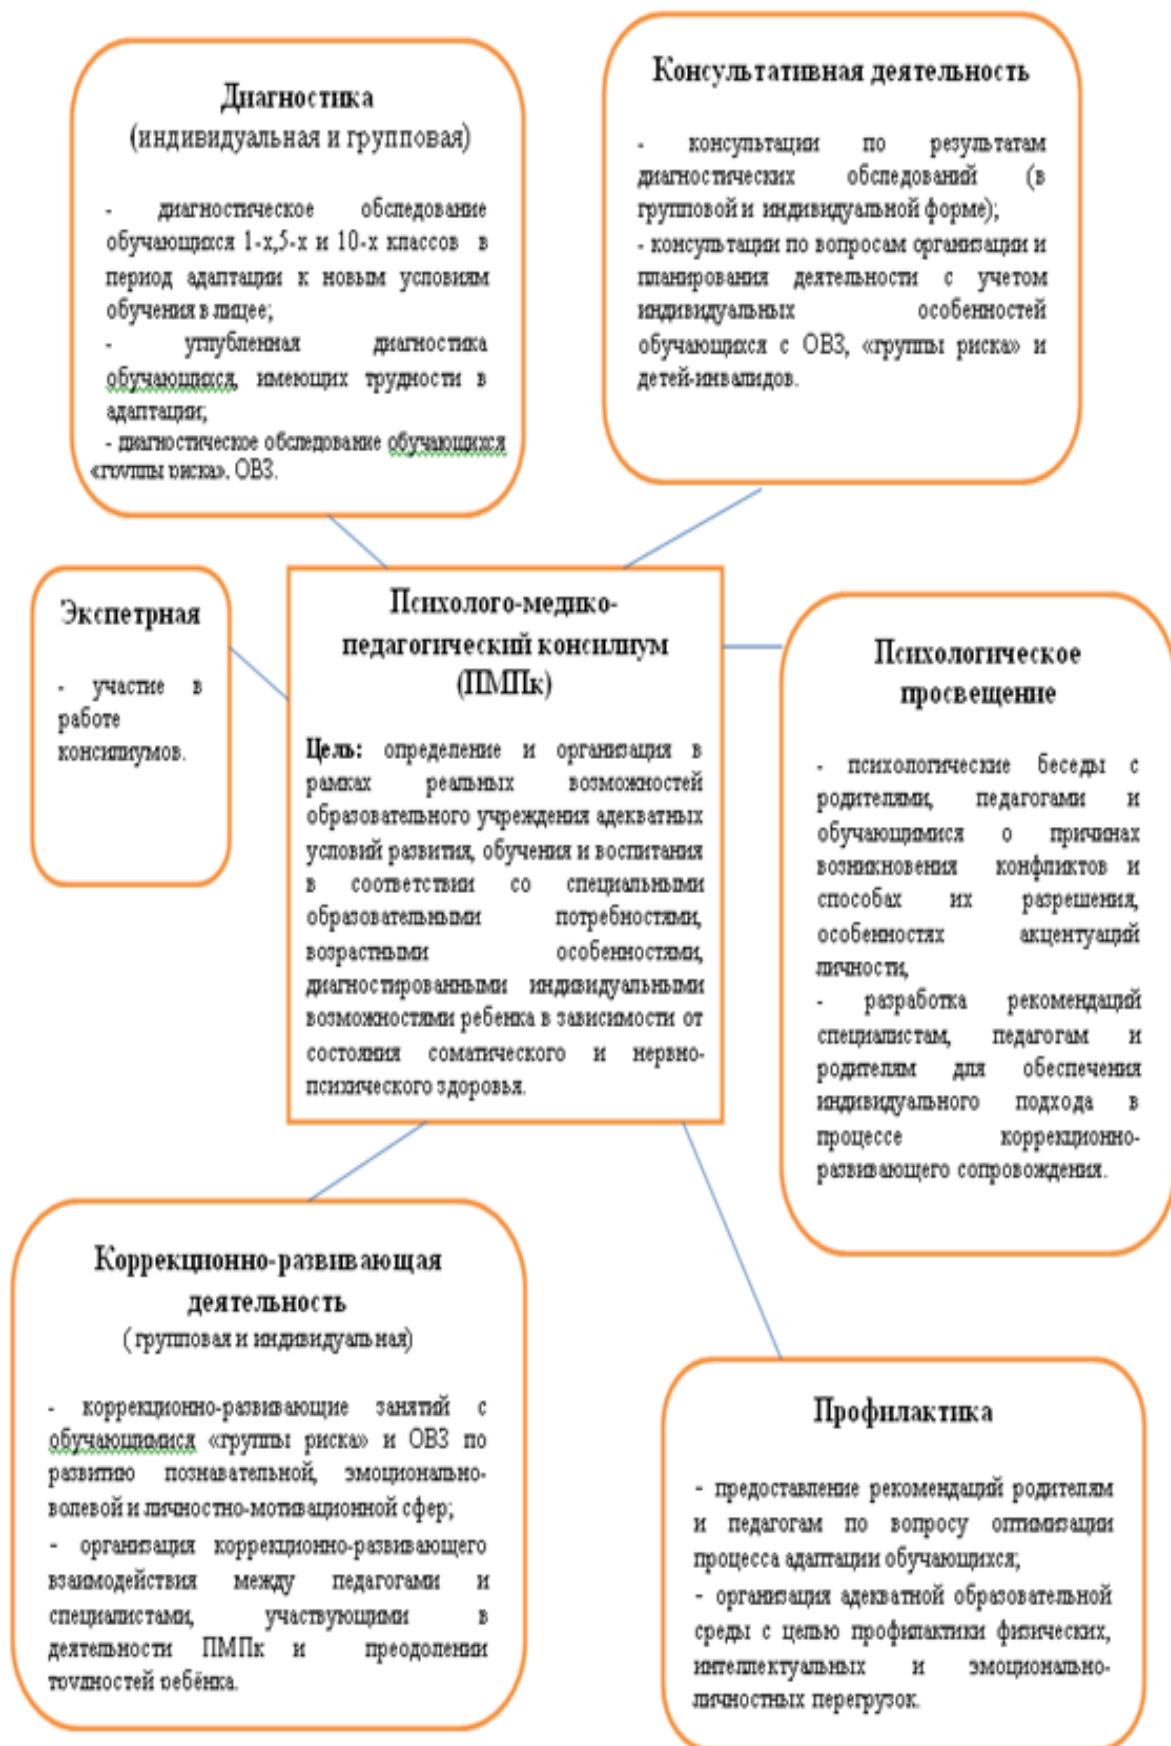 Диагностика
(индивидуальная и групповая)
- диагностическое обследование
обучающихся 1-х,5-х и 10-х классов в
период адаптации к новым условиям
обучения в лицее;
- углубленная диагностика
обучающихся, имеющих трудности в
адаптации;
- диагностическое обследование обучающихся
«группы риска», ОВЗ.
Консультативная деятельность
- консультации по результатам
диагностических обследований (в
групповой и индивидуальной форме);
- консультации по вопросам организации и
планирования деятельности с учетом
индивидуальных особенностей
обучающихся с ОВЗ, «группы риска» и
детей-инвалидов.
Экспетрная
- участие в
работе
консилиумов.
Психолого-медико-
педагогический консилиум
(ПМПк)
Цель: определение и организация в
рамках реальных возможностей
образовательного учреждения адекватных
условий развития, обучения и воспитания
в соответствии со специальными
образовательными потребностями,
возрастными особенностями,
диагностированными индивидуальными
возможностями ребенка в зависимости от
состояния соматического и нервно-
психического здоровья.
Психологическое
просвещение
- психологические беседы с
родителями, педагогами и
обучающимися о причинах
возникновения конфликтов и
способах их разрешения,
особенностях акцентуаций
личности,
- разработка рекомендаций
специалистам, педагогам и
родителям для обеспечения
индивидуального подхода в
процессе коррекционно-
развивающего сопровождения.
Коррекционно-развивающая
деятельность
( групповая и индивидуальная)
- коррекционно-развивающие занятий с
обучающимися «группы риска» и ОВЗ по
развитию познавательной, эмоционально-
волевой и личностно-мотивационной сфер;
- организация коррекционно-развивающего
взаимодействия между педагогами и
специалистами, участвующими в
деятельности ПМПк и преодолении
трудностей ребёнка.
Профилактика
- предоставление рекомендаций родителям
и педагогам по вопросу оптимизации
процесса адаптации обучающихся;
- организация адекватной образовательной
среды с целью профилактики физических,
интеллектуальных и эмоционально-
личностных перегрузок.